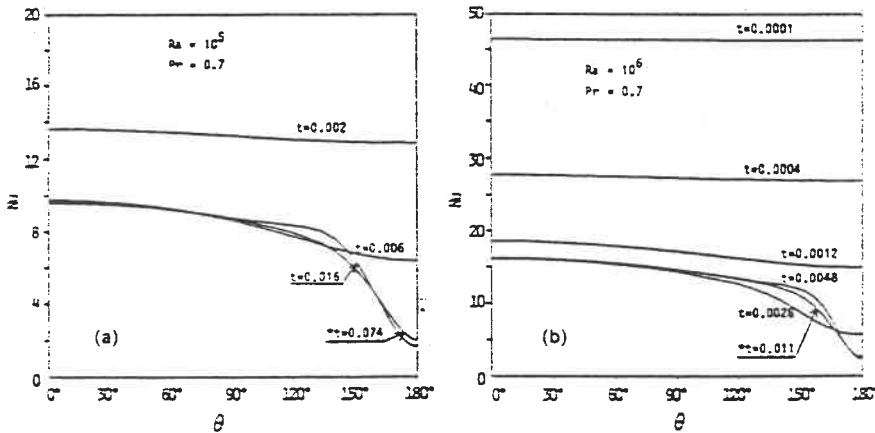 20
Ra = 10^5
Pr = 0.7
16
t=0.002
12
Nu
8
t=0.006
t=0.016
4
**t=0.074
(a)
0
0° 30° 60° 90° 120° 150° 180°
θ
50
t=0.0001
Ra = 10^6
Pr = 0.7
40
30
t=0.0004
Nu
20
t=0.0012
t=0.0048
10
t=0.0026
**t=0.011
(b)
0
0° 30° 60° 90° 120° 150° 180°
θ